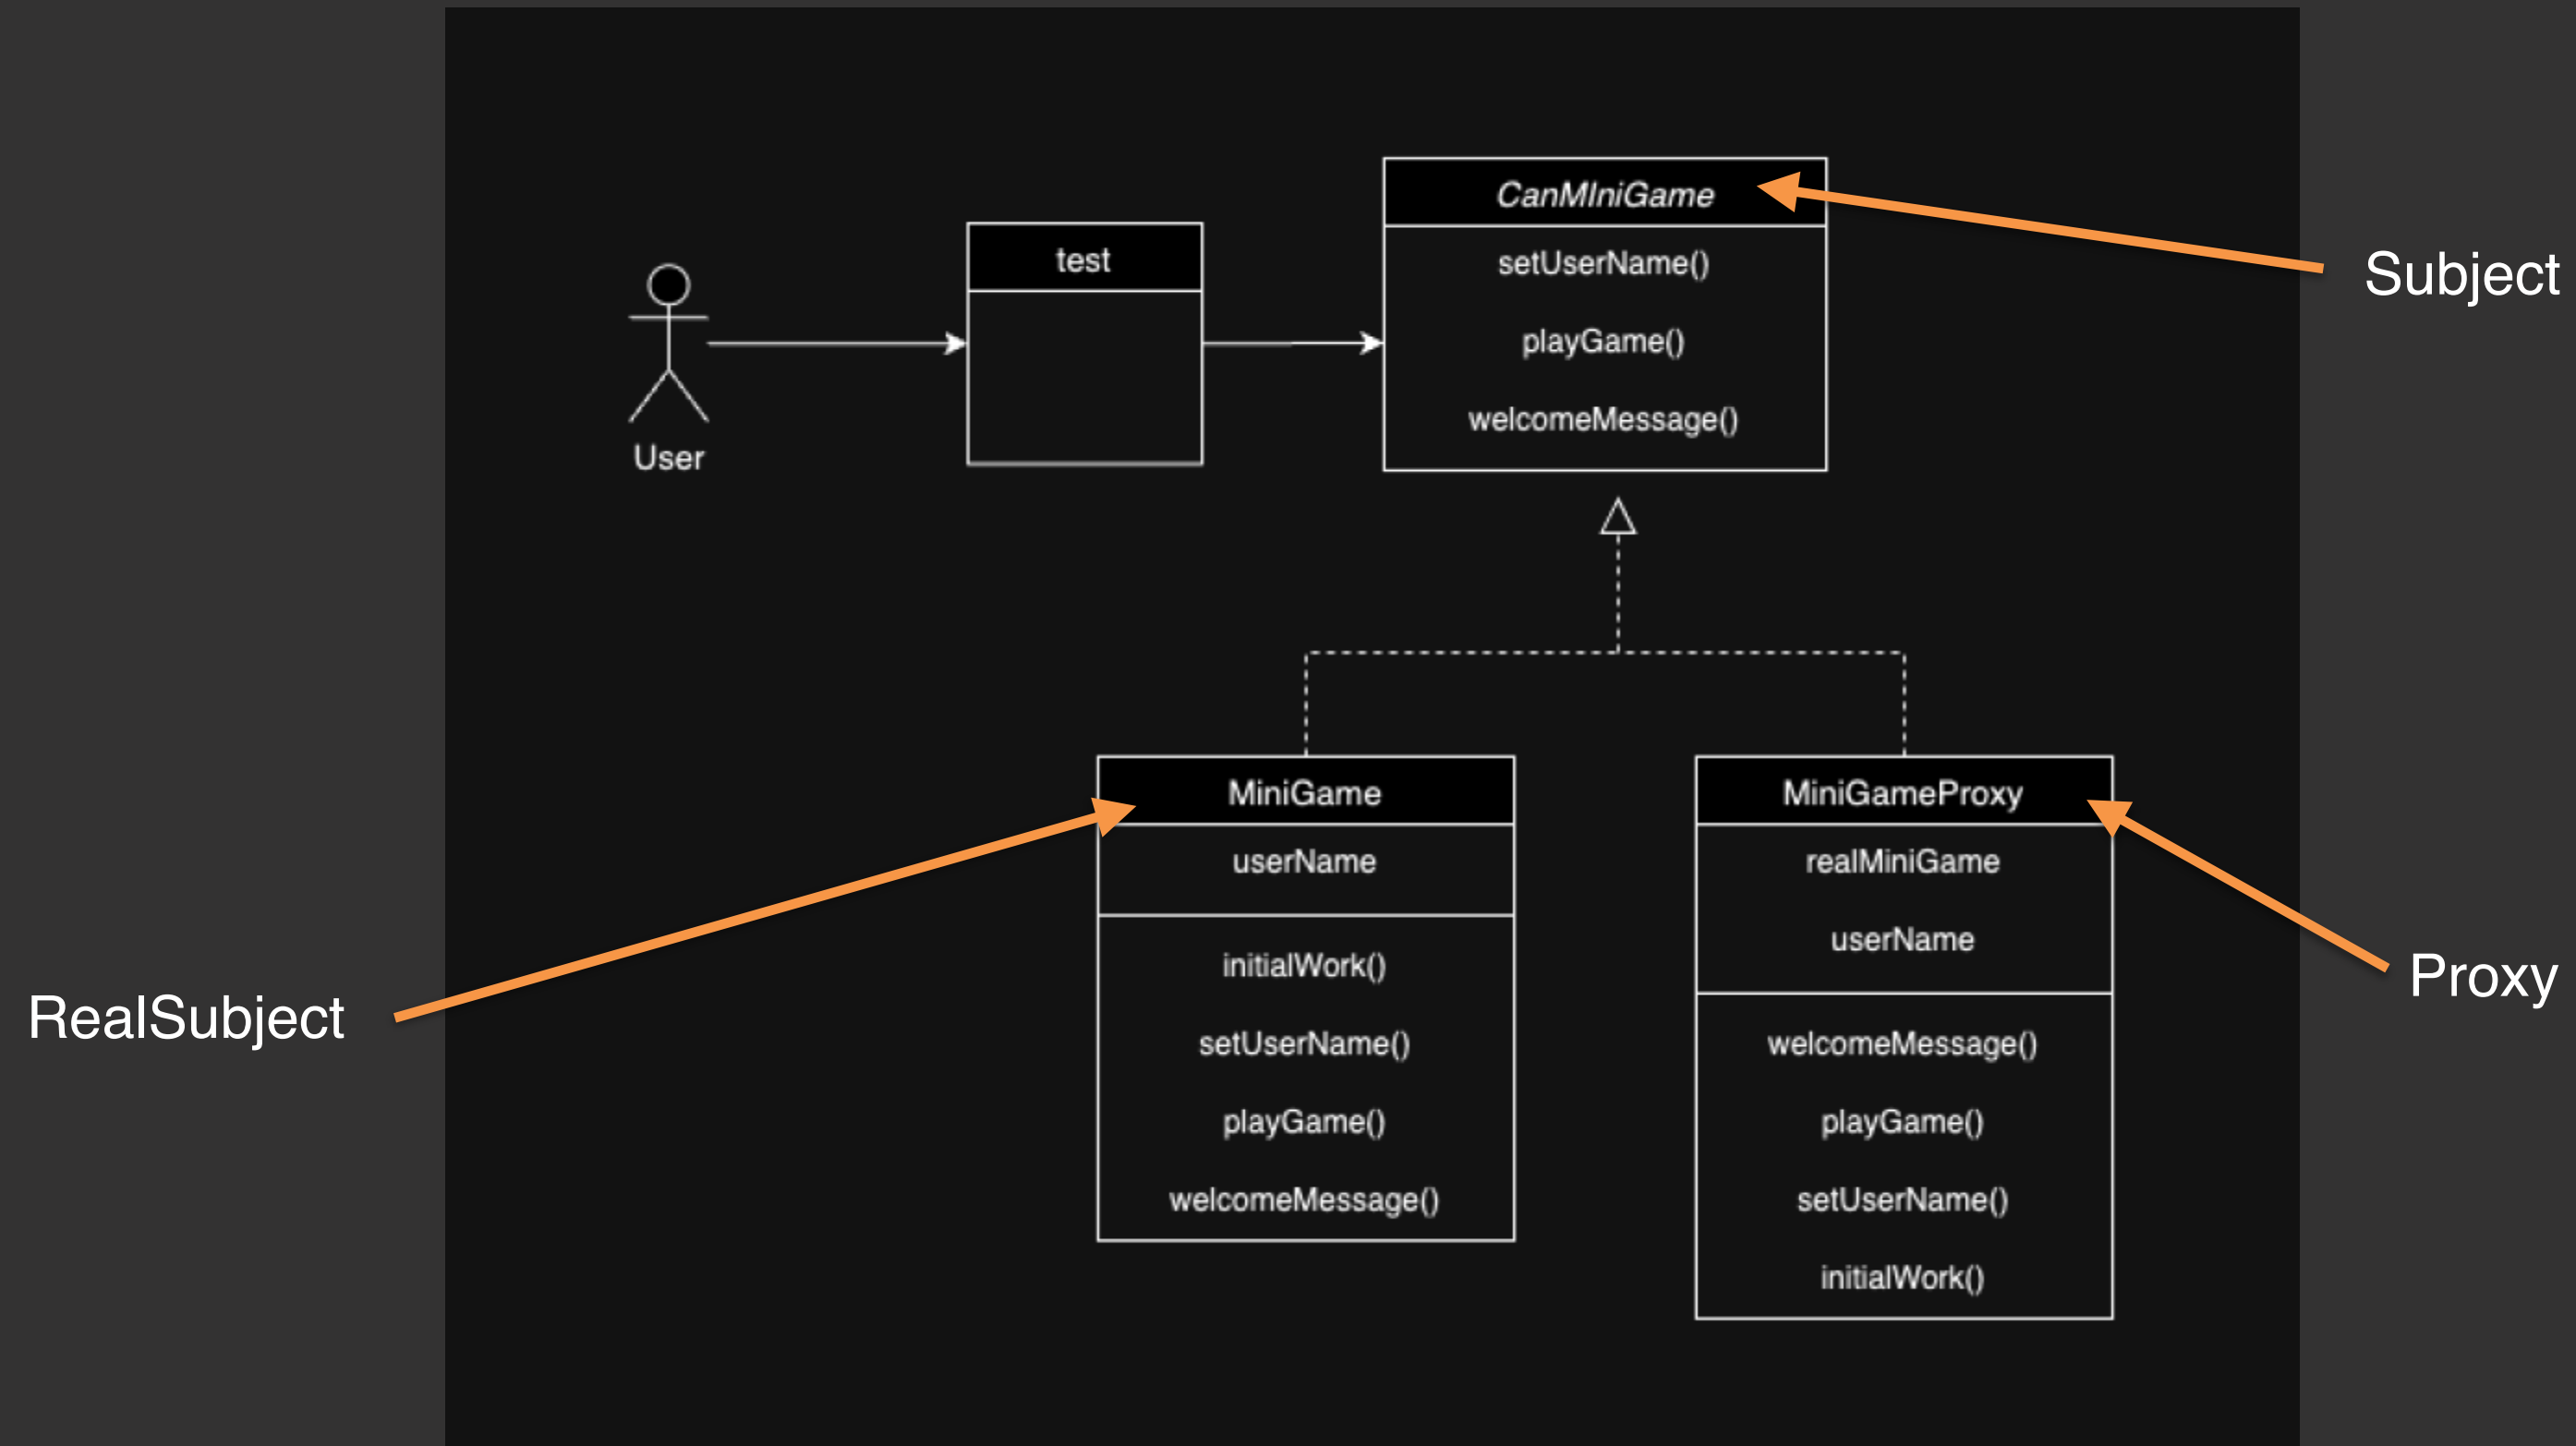 CanMIniGame
setUserName()
playGame()
welcomeMessage()
test
User
Subject
MiniGame
userName
initialWork()
setUserName()
playGame()
welcomeMessage()
MiniGameProxy
realMiniGame
userName
welcomeMessage()
playGame()
setUserName()
initialWork()
RealSubject
Proxy